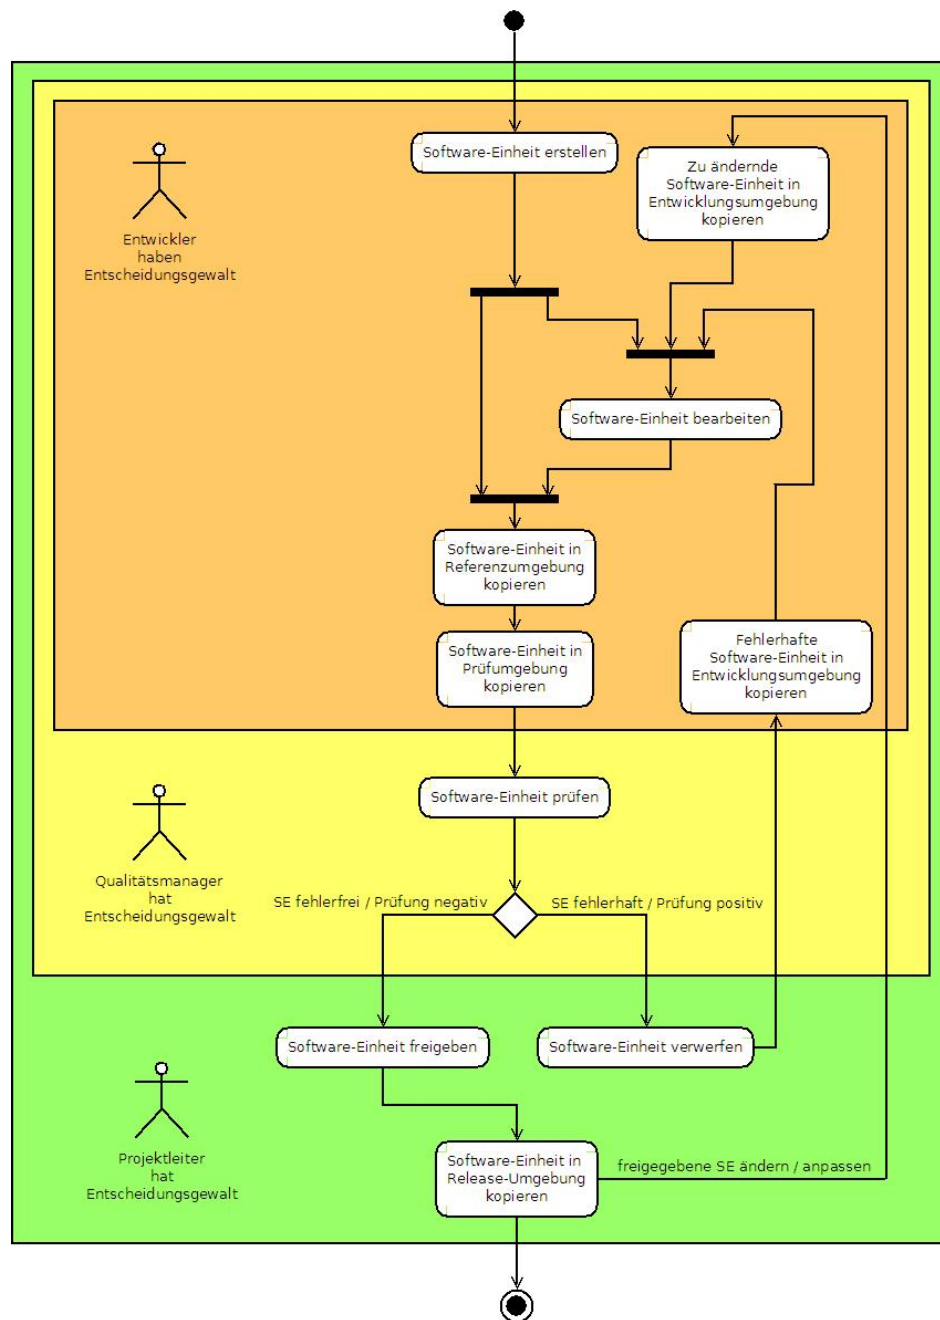 Software-Einheit erstellen
Zu ändernde
Software-Einheit in
Entwicklungsumgebung
kopieren
Entwickler
haben
Entscheidungsgewalt
Software-Einheit bearbeiten
Software-Einheit in
Referenzumgebung
kopieren
Software-Einheit in
Prüfumgebung
kopieren
Fehlerhafte
Software-Einheit in
Entwicklungsumgebung
kopieren
Software-Einheit prüfen
Qualitätsmanager
hat
Entscheidungsgewalt
SE fehlerfrei / Prüfung negativ
SE fehlerhaft / Prüfung positiv
Software-Einheit freigeben
Software-Einheit verwerfen
Projektleiter
hat
Entscheidungsgewalt
Software-Einheit in
Release-Umgebung
kopieren
freigegebene SE ändern / anpassen